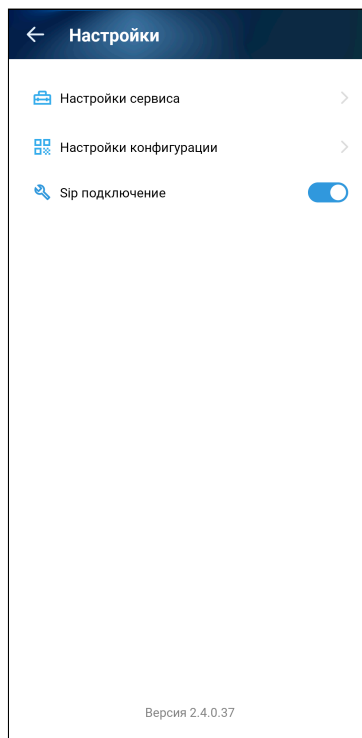 Настройки
Настройки сервиса
Настройки конфигурации
Sip подключение
Версия 2.4.0.37